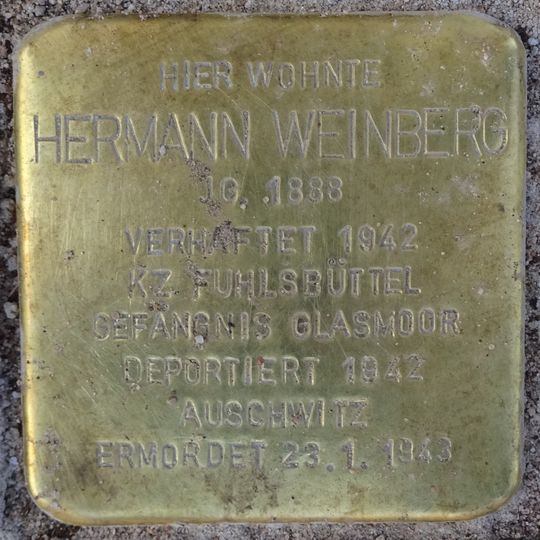 HIER WOHNTE
HERMANN WEINBERG
JG. 1888
VERHAFTET 1942
KZ FUHLSBÜTTEL
GEFÄNGNIS GLASMOOR
DEPORTIERT 1942
AUSCHWITZ
ERMORDET 23.1.1943